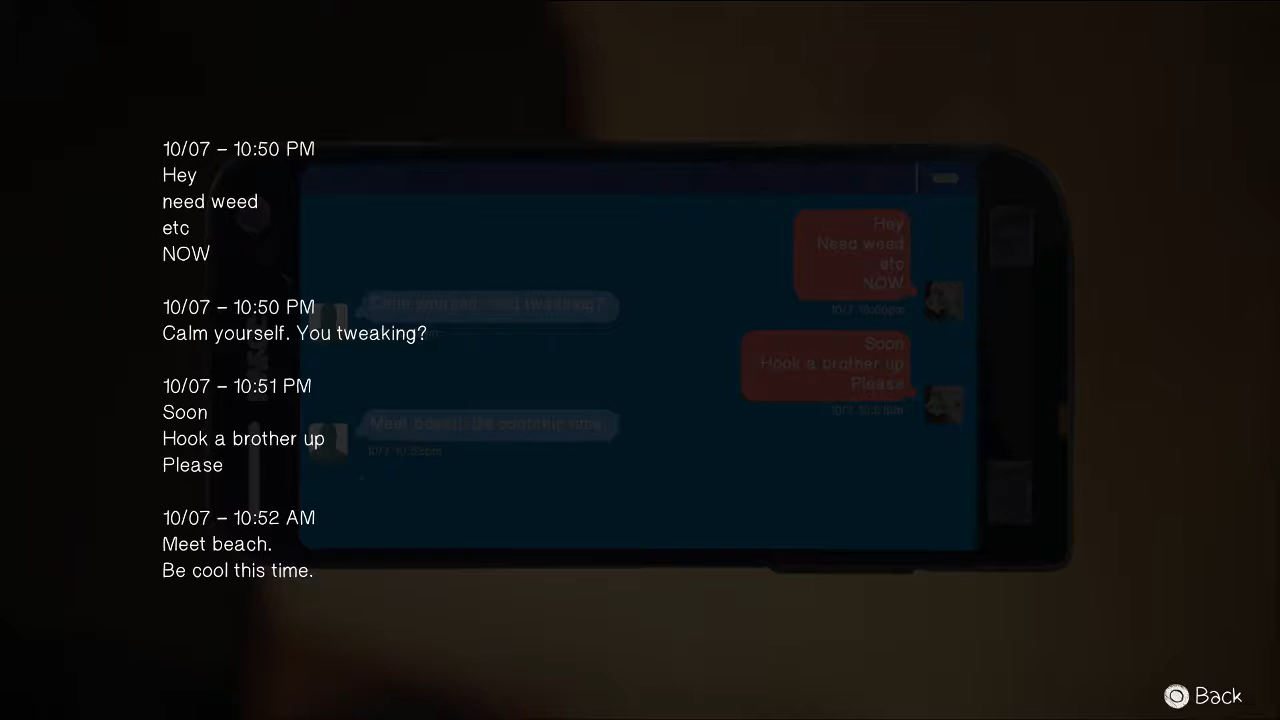 10/07 – 10:50 PM
Hey
need weed
etc
NOW
10/07 – 10:50 PM
Calm yourself. You tweaking?
10/07 – 10:51 PM
Soon
Hook a brother up
Please
10/07 – 10:52 AM
Meet beach.
Be cool this time.
Hey
Need weed
etc
NOW
Soon
Hook a brother up
Please
Back